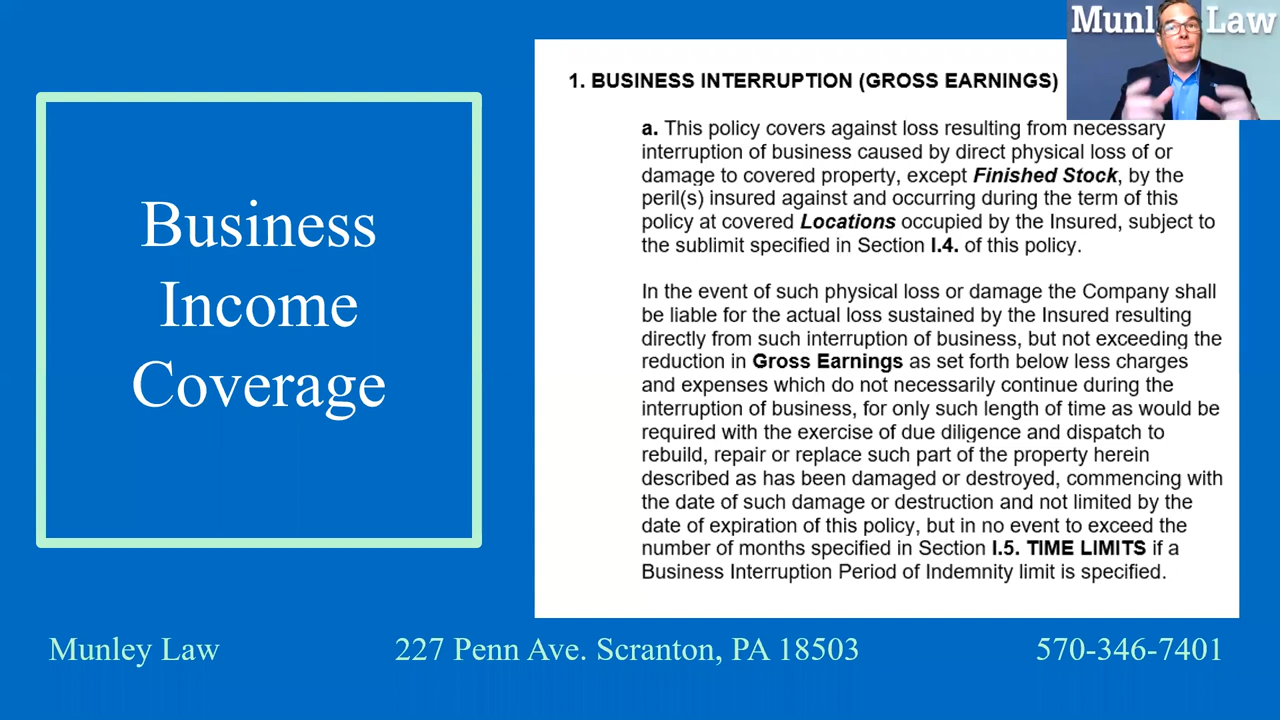 Munl Law
Business
Income
Coverage
1. BUSINESS INTERRUPTION (GROSS EARNINGS)
a. This policy covers against loss resulting from necessary
interruption of business caused by direct physical loss of or
damage to covered property, except Finished Stock, by the
peril(s) insured against and occurring during the term of this
policy at covered Locations occupied by the Insured, subject to
the sublimit specified in Section I.4. of this policy.
In the event of such physical loss or damage the Company shall
be liable for the actual loss sustained by the Insured resulting
directly from such interruption of business, but not exceeding the
reduction in Gross Earnings as set forth below less charges
and expenses which do not necessarily continue during the
interruption of business, for only such length of time as would be
required with the exercise of due diligence and dispatch to
rebuild, repair or replace such part of the property herein
described as has been damaged or destroyed, commencing with
the date of such damage or destruction and not limited by the
date of expiration of this policy, but in no event to exceed the
number of months specified in Section I.5. TIME LIMITS if a
Business Interruption Period of Indemnity limit is specified.
Munley Law 227 Penn Ave. Scranton, PA 18503 570-346-7401